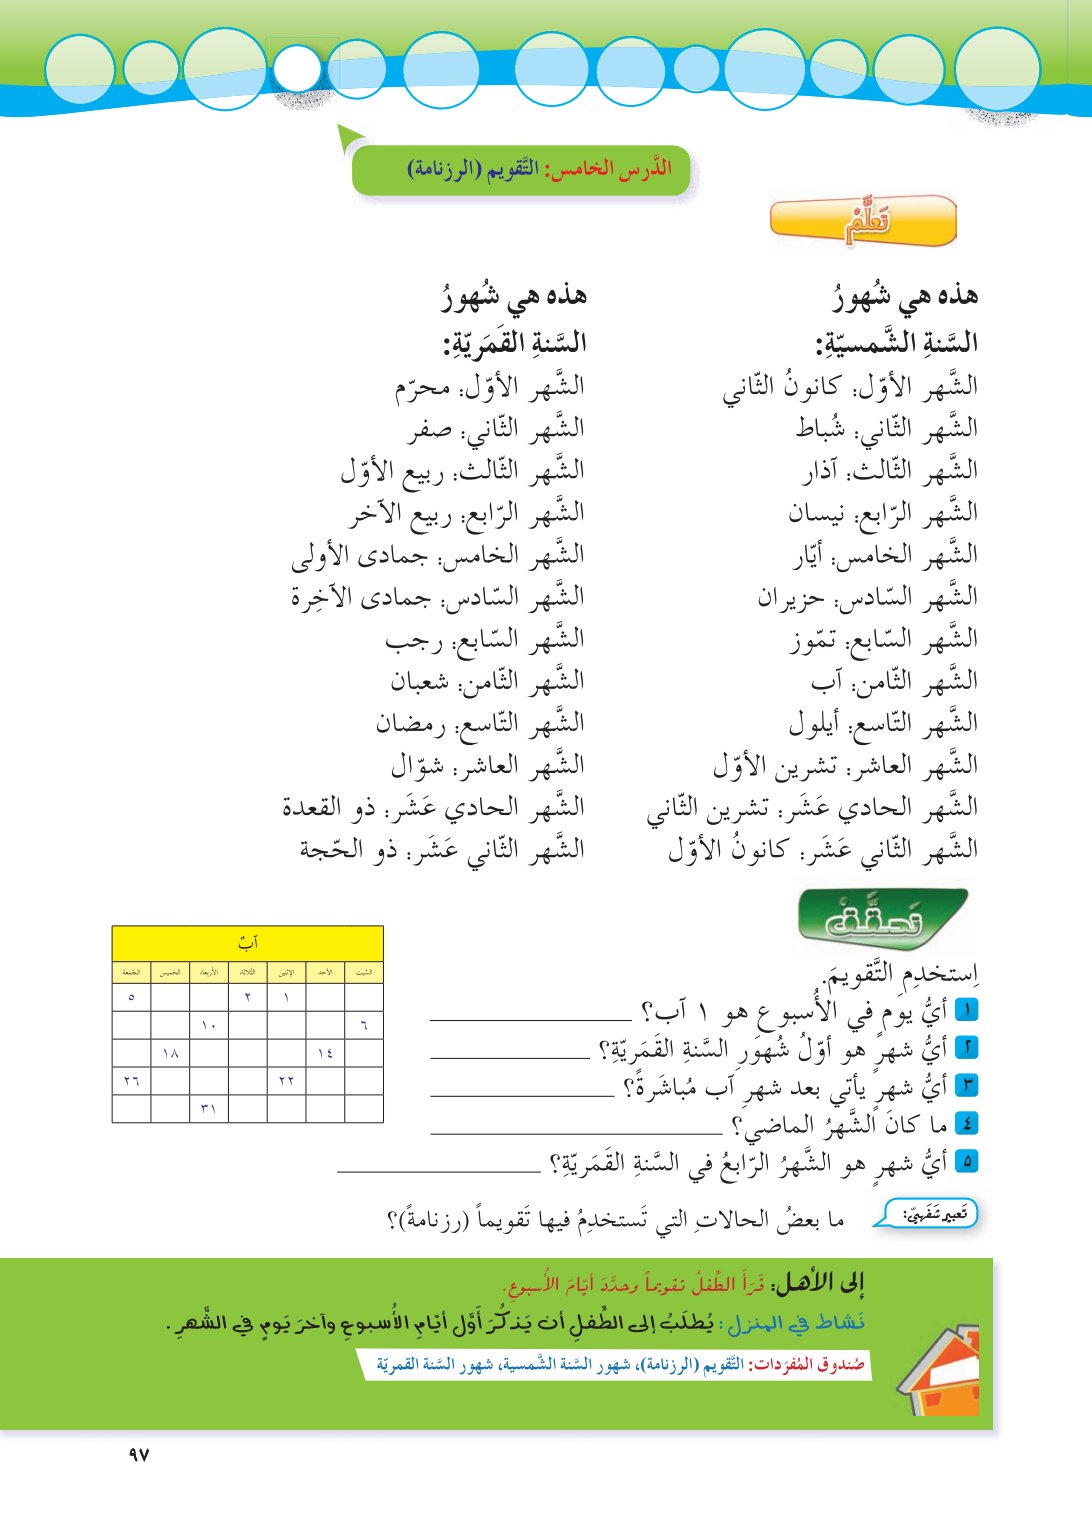 الدَّرس الخامس: التَّقويم (الرزنامة)
تَعلَّمْ
هذه هي شُهورُ
السَّنةِ الشَّمسيّةِ:
الشَّهر الأوّل: كانونُ الثّاني
الشَّهر الثّاني: شُباط
الشَّهر الثّالث: آذار
الشَّهر الرّابع: نيسان
الشَّهر الخامس: أيّار
الشَّهر السّادس: حزيران
الشَّهر السّابع: تمّوز
الشَّهر الثّامن: آب
الشَّهر التّاسع: أيلول
الشَّهر العاشر: تشرين الأوّل
الشَّهر الحادي عَشَر: تشرين الثّاني
الشَّهر الثّاني عَشَر: كانونُ الأوّل
هذه هي شُهورُ
السَّنةِ القَمَريّةِ:
الشَّهر الأوّل: محرّم
الشَّهر الثّاني: صفر
الشَّهر الثّالث: ربيع الأوّل
الشَّهر الرّابع: ربيع الآخر
الشَّهر الخامس: جمادى الأولى
الشَّهر السّادس: جمادى الآخِرة
الشَّهر السّابع: رجب
الشَّهر الثّامن: شعبان
الشَّهر التّاسع: رمضان
الشَّهر العاشر: شوّال
الشَّهر الحادي عَشَر: ذو القعدة
الشَّهر الثّاني عَشَر: ذو الحّجة
تَحقَّقْ
اِستخدِمِ التَّقويمَ.
١ أيُّ يَومٍ في الأُسبوع هو ١ آب؟
٢ أيُّ شهرٍ هو أوّلُ شُهورِ السَّنةِ القَمَريّةِ؟
٣ أيُّ شهرٍ يأتي بعد شهرِ آب مُباشَرةً؟
٤ ما كانَ الشَّهرُ الماضي؟
٥ أيُّ شهرٍ هو الشَّهرُ الرّابعُ في السَّنةِ القَمَريّةِ؟
آبٌ
السَّبت الأحد الإثنين الثّلاثاء الأربعاء الخميس الجمعة
١ ٢ ٥
٦ ١٠
١٤ ١٨
٢٢ ٢٦
٣١
تَعبير شَفَهيّ:
ما بعضُ الحالاتِ التي تَستخدِمُ فيها تَقويماً (رزنامةً)؟
إلى الأهل: قَرَأَ الطِّفلُ تقويماً وحدَّدَ أيّامَ الأُسبوعِ.
نَشاط في المنزل: يُطلَبُ إلى الطِّفلِ أن يَذكُرَ أَوَّل أيّامِ الأُسبوعِ وآخرَ يَومٍ في الشَّهرِ.
صُندوق المُفرَدات: التَّقويم (الرزنامة)، شهور السَّنة الشَّمسية، شهور السَّنة القمريّة
٩٧